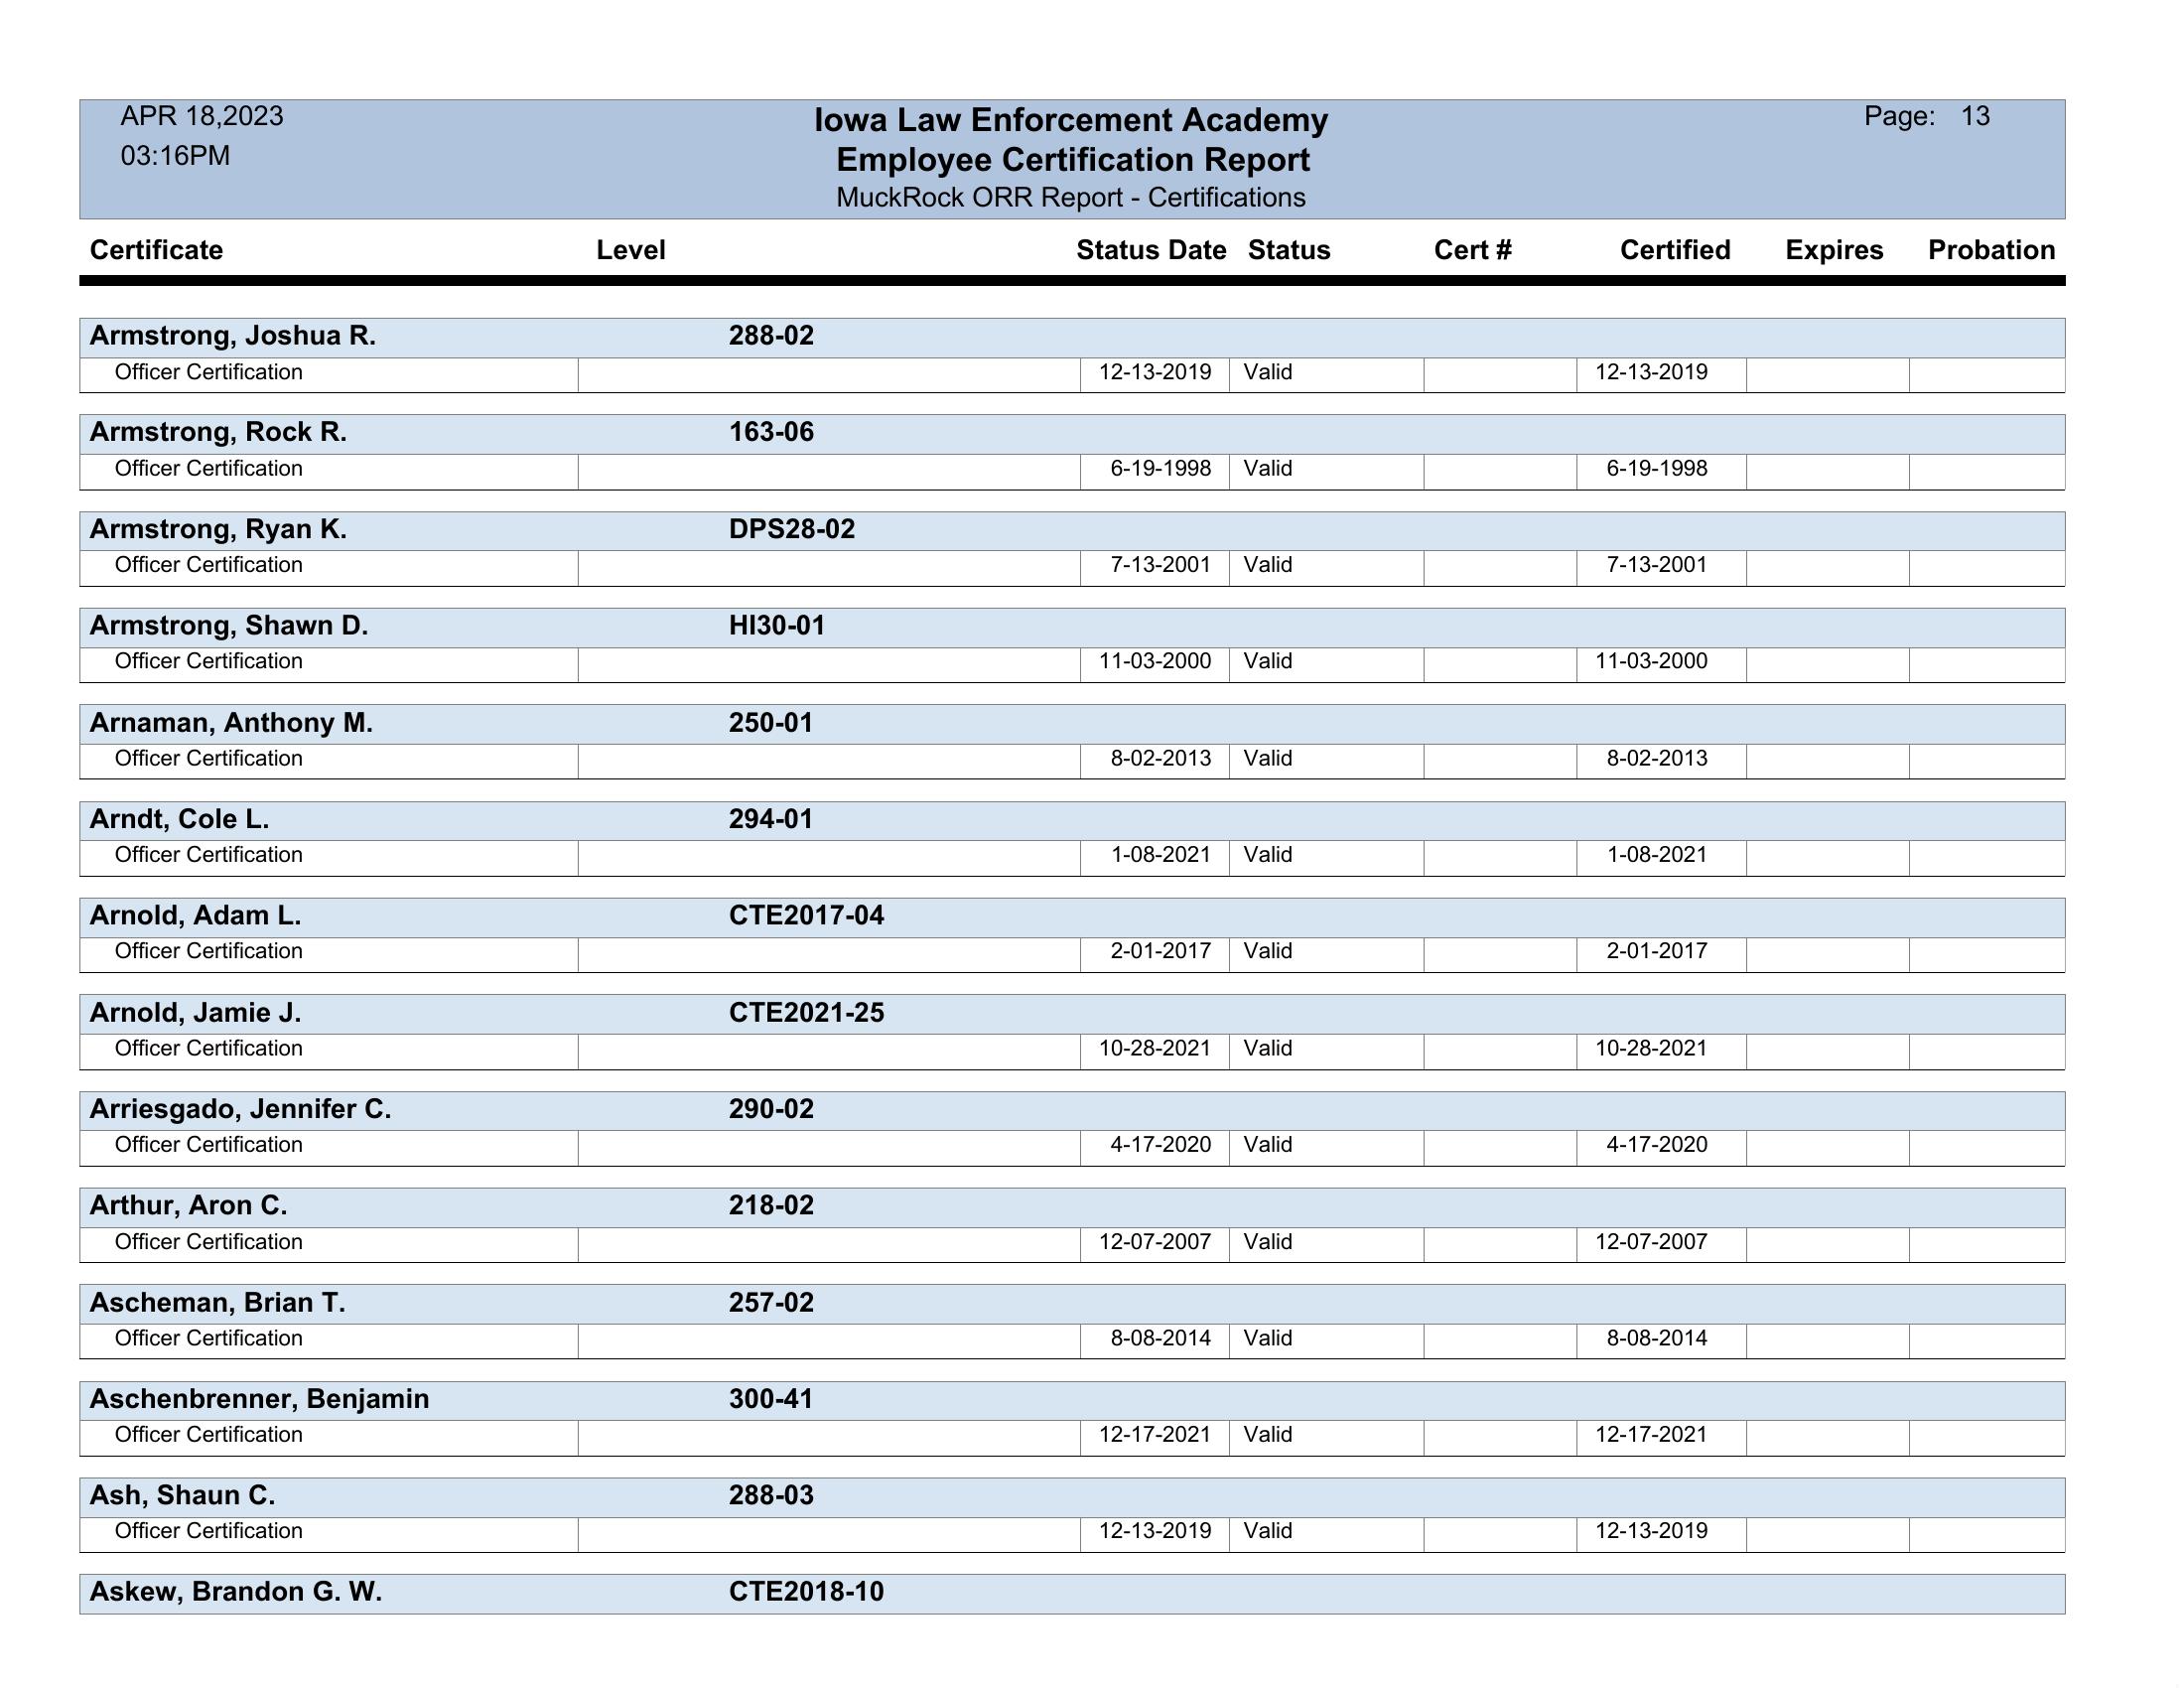 APR 18,2023 Iowa Law Enforcement Academy Page: 13
03:16PM Employee Certification Report
MuckRock ORR Report - Certifications
Certificate Level Status Date Status Cert # Certified Expires Probation
Armstrong, Joshua R. 288-02
Officer Certification 12-13-2019 Valid 12-13-2019
Armstrong, Rock R. 163-06
Officer Certification 6-19-1998 Valid 6-19-1998
Armstrong, Ryan K. DPS28-02
Officer Certification 7-13-2001 Valid 7-13-2001
Armstrong, Shawn D. HI30-01
Officer Certification 11-03-2000 Valid 11-03-2000
Arnaman, Anthony M. 250-01
Officer Certification 8-02-2013 Valid 8-02-2013
Arndt, Cole L. 294-01
Officer Certification 1-08-2021 Valid 1-08-2021
Arnold, Adam L. CTE2017-04
Officer Certification 2-01-2017 Valid 2-01-2017
Arnold, Jamie J. CTE2021-25
Officer Certification 10-28-2021 Valid 10-28-2021
Arriesgado, Jennifer C. 290-02
Officer Certification 4-17-2020 Valid 4-17-2020
Arthur, Aron C. 218-02
Officer Certification 12-07-2007 Valid 12-07-2007
Ascheman, Brian T. 257-02
Officer Certification 8-08-2014 Valid 8-08-2014
Aschenbrenner, Benjamin 300-41
Officer Certification 12-17-2021 Valid 12-17-2021
Ash, Shaun C. 288-03
Officer Certification 12-13-2019 Valid 12-13-2019
Askew, Brandon G. W. CTE2018-10